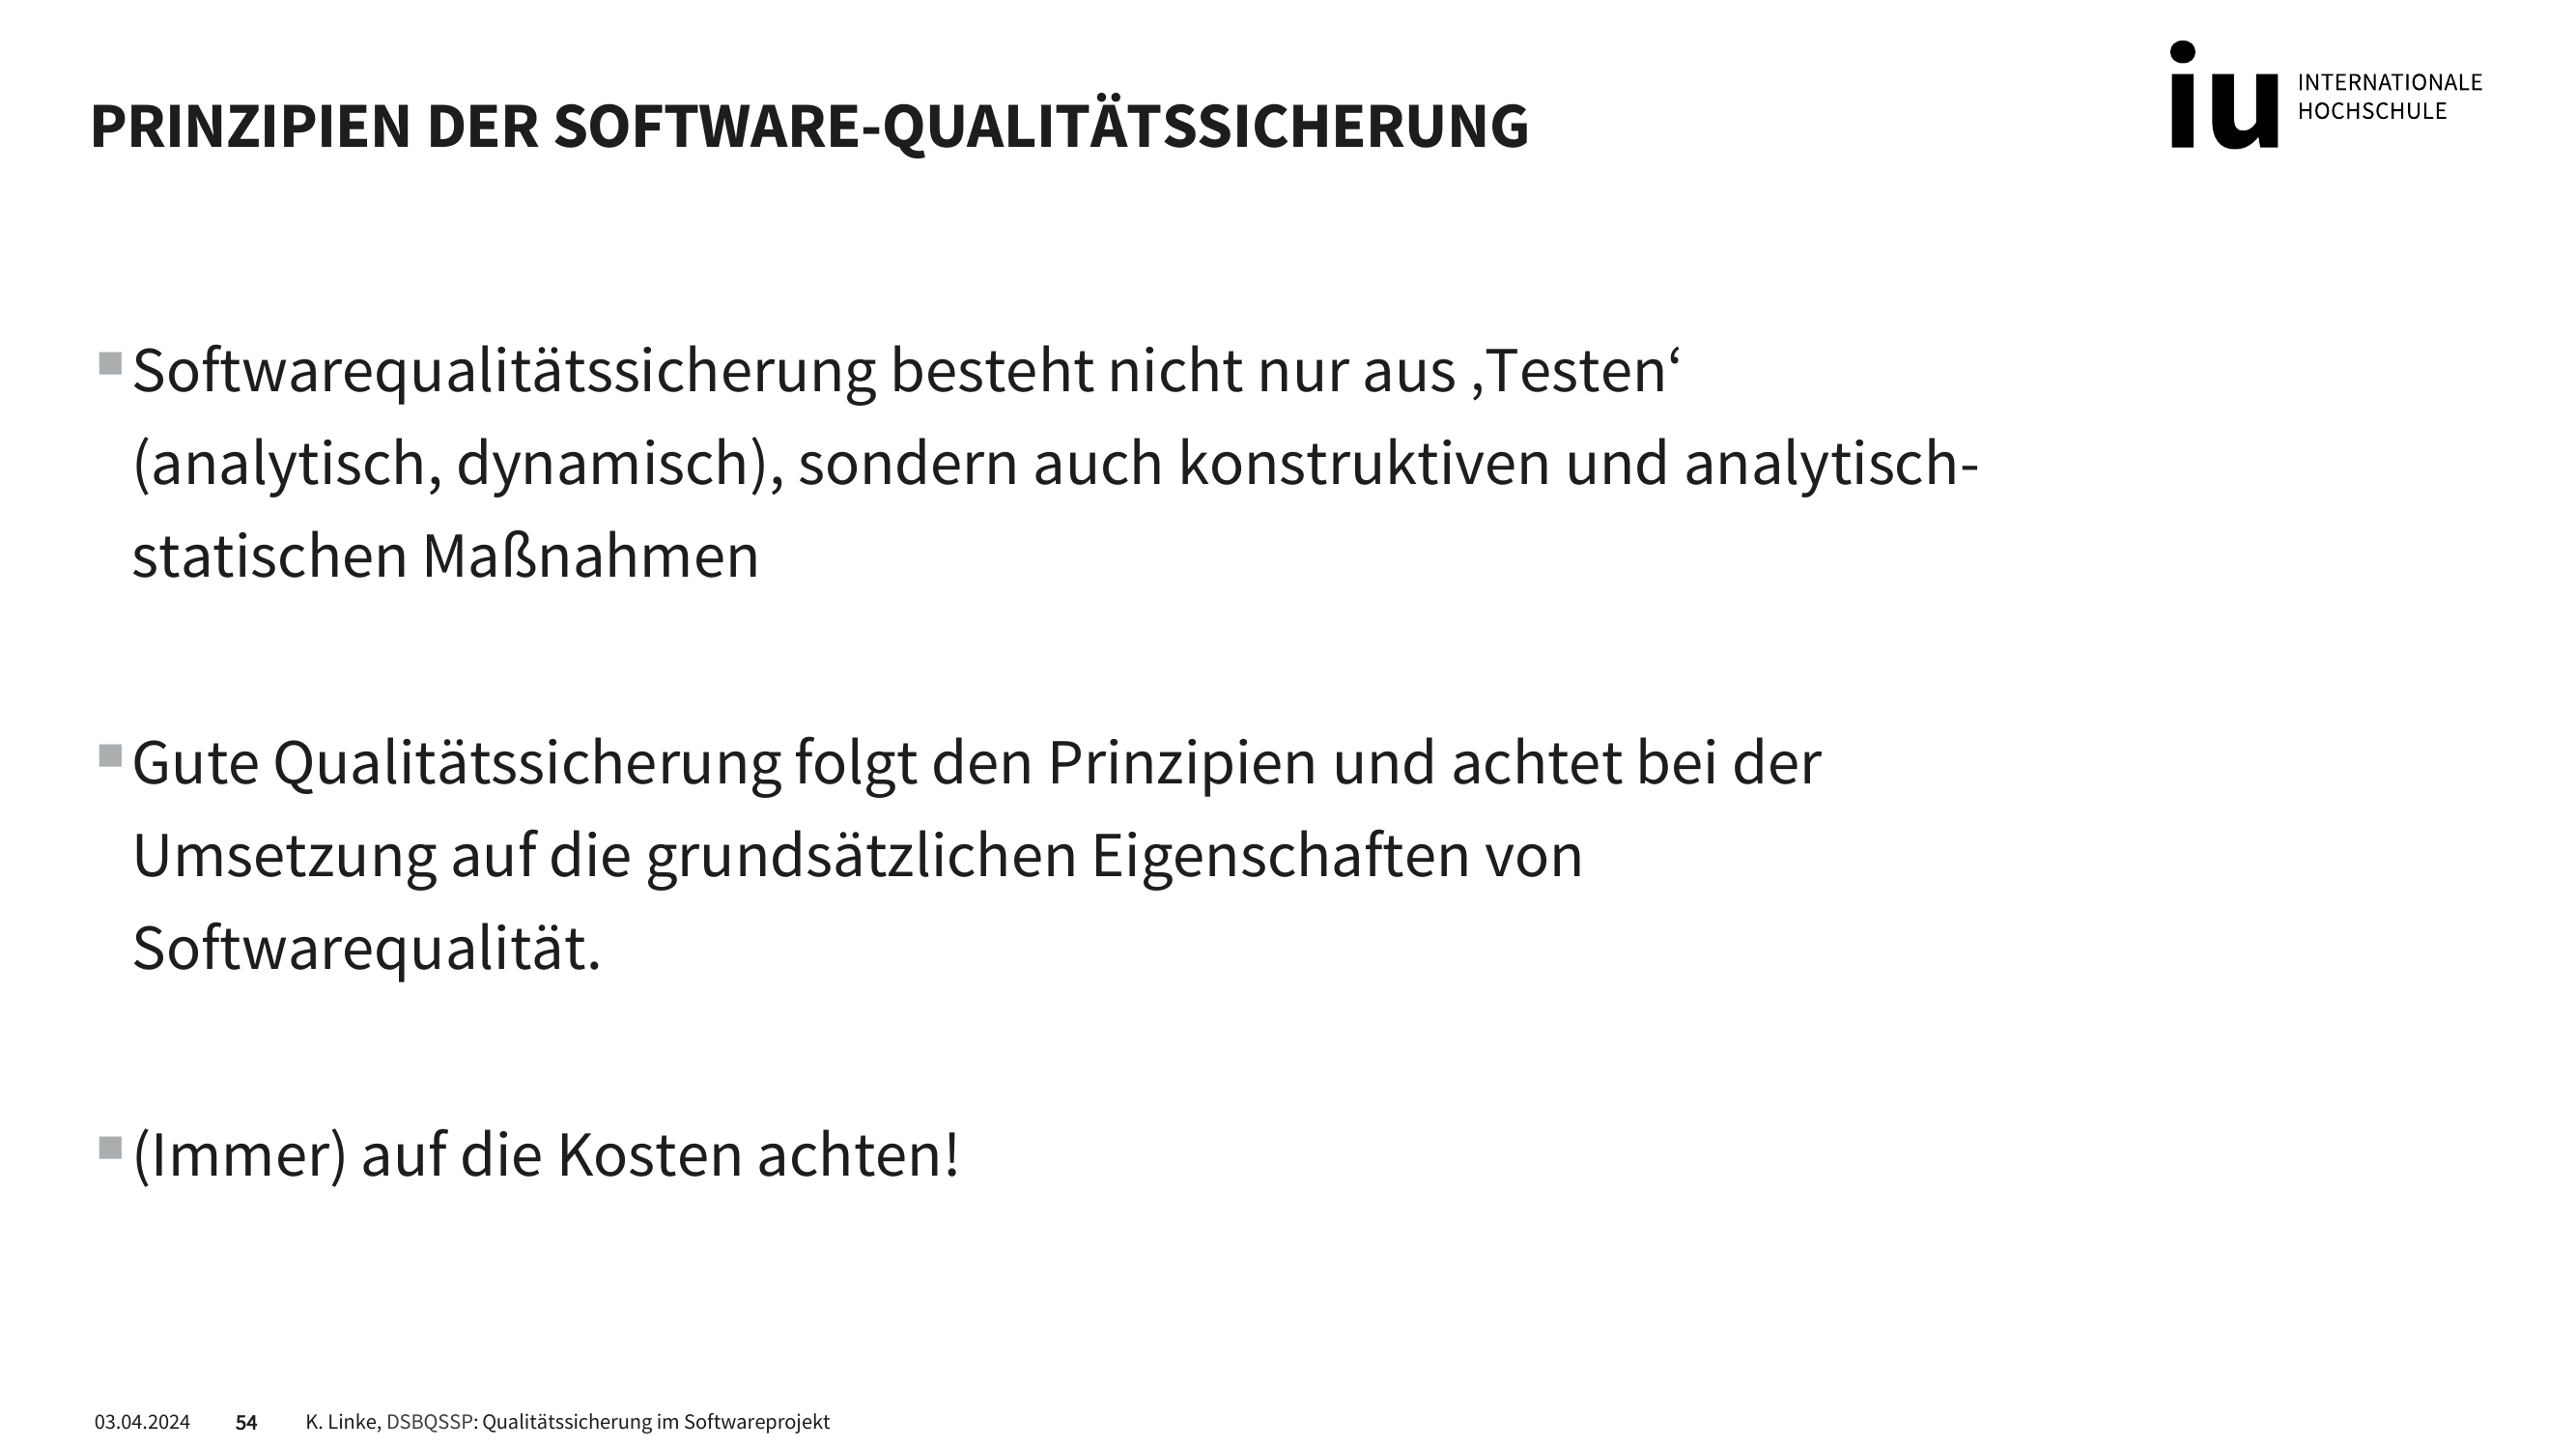 PRINZIPIEN DER SOFTWARE-QUALITÄTSSICHERUNG
iu INTERNATIONALE
HOCHSCHULE
Softwarequalitätssicherung besteht nicht nur aus ‚Testen‘
(analytisch, dynamisch), sondern auch konstruktiven und analytisch-
statischen Maßnahmen
Gute Qualitätssicherung folgt den Prinzipien und achtet bei der
Umsetzung auf die grundsätzlichen Eigenschaften von
Softwarequalität.
(Immer) auf die Kosten achten!
03.04.2024 54 K. Linke, DSBQSSP: Qualitätssicherung im Softwareprojekt